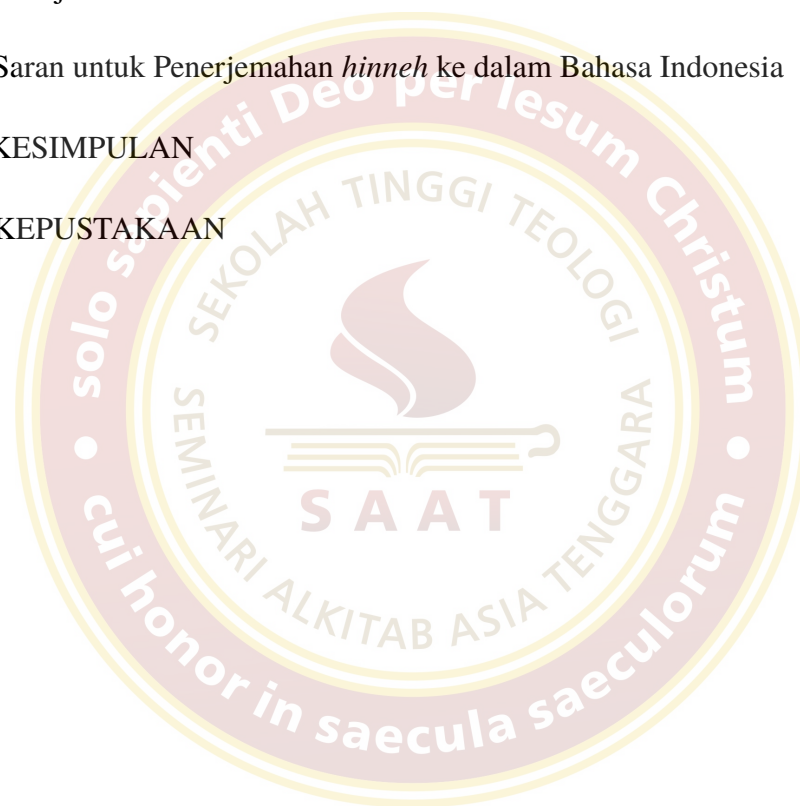 Saran untuk Penerjemahan hinneh ke dalam Bahasa Indonesia
KESIMPULAN
KEPUSTAKAAN
solo sapienti Deo per Iesum Christum
cui honor in saecula saeculorum
SEKOLAH TINGGI TEOLOGI
SEMINARI ALKITAB ASIA TENGGARA
SAAT